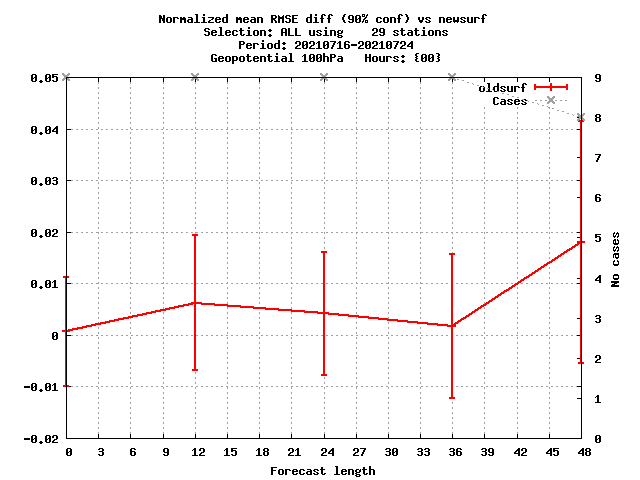 Normalized mean RMSE diff (90% conf) vs newsurf
Selection: ALL using    29 stations
Period: 20210716-20210724
Geopotential 100hPa   Hours: {00}
oldsurf
Cases
0.05
0.04
0.03
0.02
0.01
0
-0.01
-0.02
9
8
7
6
5
4
3
2
1
0
No cases
0 3 6 9 12 15 18 21 24 27 30 33 36 39 42 45 48
Forecast length